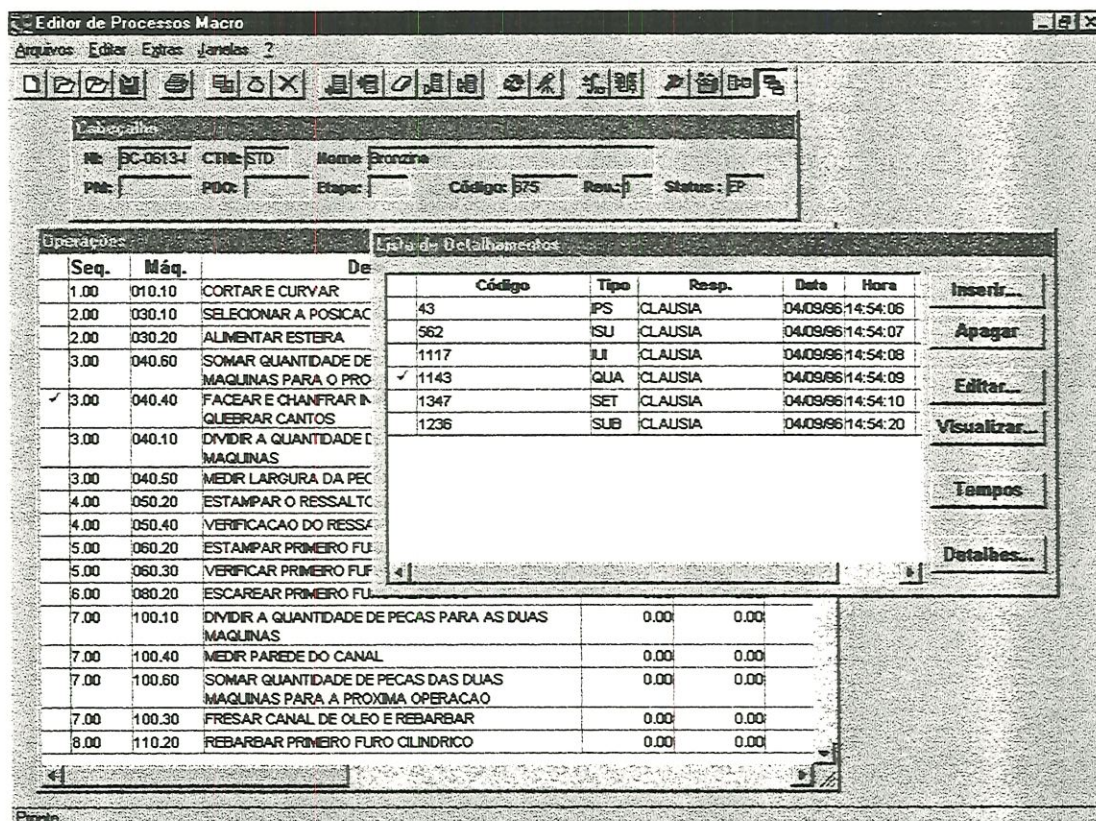 Editor de Processos Macro
Arquivos Editar Extras Janelas ?
Cabeçalho
NI: BC-0613-I CTNI: STD Nome: Bronzina
PNI: PDO: Etapa: Código: 675 Rev.: 1 Status : EP
Operações
Seq. Máq. De
1.00 010.10 CORTAR E CURVAR
2.00 030.10 SELECIONAR A POSICAO
2.00 030.20 ALIMENTAR ESTEIRA
3.00 040.60 SOMAR QUANTIDADE DE
MAQUINAS PARA O PRO
✓ 3.00 040.40 FACEAR E CHANFRAR IN
QUEBRAR CANTOS
3.00 040.10 DIVIDIR A QUANTIDADE D
MAQUINAS
3.00 040.50 MEDIR LARGURA DA PEC
4.00 050.20 ESTAMPAR O RESSALTO
4.00 050.40 VERIFICACAO DO RESSA
5.00 060.20 ESTAMPAR PRIMEIRO FU
5.00 060.30 VERIFICAR PRIMEIRO FUR
6.00 080.20 ESCAREAR PRIMEIRO
7.00 100.10 DIVIDIR A QUANTIDADE DE PECAS PARA AS DUAS 0.00 0.00
MAQUINAS
7.00 100.40 MEDIR PAREDE DO CANAL 0.00 0.00
7.00 100.60 SOMAR QUANTIDADE DE PECAS DAS DUAS 0.00 0.00
MAQUINAS PARA A PROXIMA OPERACAO
7.00 100.30 FRESAR CANAL DE OLEO E REBARBAR 0.00 0.00
8.00 110.20 REBARBAR PRIMEIRO FURO CILINDRICO 0.00 0.00
Lista de Detalhamentos
Código Tipo Resp. Data Hora
43 IPS CLAUSIA 04/09/96 14:54:06
562 ISU CLAUSIA 04/09/96 14:54:07
1117 IUI CLAUSIA 04/09/96 14:54:08
✓ 1143 QUA CLAUSIA 04/09/96 14:54:09
1347 SET CLAUSIA 04/09/96 14:54:10
1236 SUB CLAUSIA 04/09/96 14:54:20
Inserir...
Apagar
Editar...
Visualizar...
Tempos
Detalhes...
Pronto